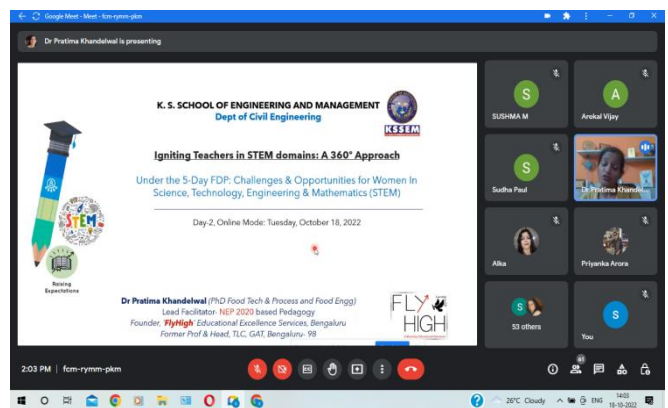 Google Meet - Meet - fcm-rymm-pkm
Dr Pratima Khandelwal is presenting
K. S. SCHOOL OF ENGINEERING AND MANAGEMENT
Dept of Civil Engineering
KSSEM
Igniting Teachers in STEM domains: A 360° Approach
Under the 5-Day FDP: Challenges & Opportunities for Women In
Science, Technology, Engineering & Mathematics (STEM)
Day-2, Online Mode: Tuesday, October 18, 2022
STEM
Raising
Expectations
Dr Pratima Khandelwal (PhD Food Tech & Process and Food Engg)
Lead Facilitator- NEP 2020 based Pedagogy
Founder, 'FlyHigh' Educational Excellence Services, Bengaluru
Former Prof & Head, TLC, GAT, Bengaluru- 98
FLY
HIGH
S
SUSHMA M
A
Arekal Vijay
S
Sudha Paul
Dr Pratima Khandel...
Alka
Priyanka Arora
S
53 others
S
You
2:03 PM | fcm-rymm-pkm
61
26°C Cloudy
ENG
14:03
18-10-2022